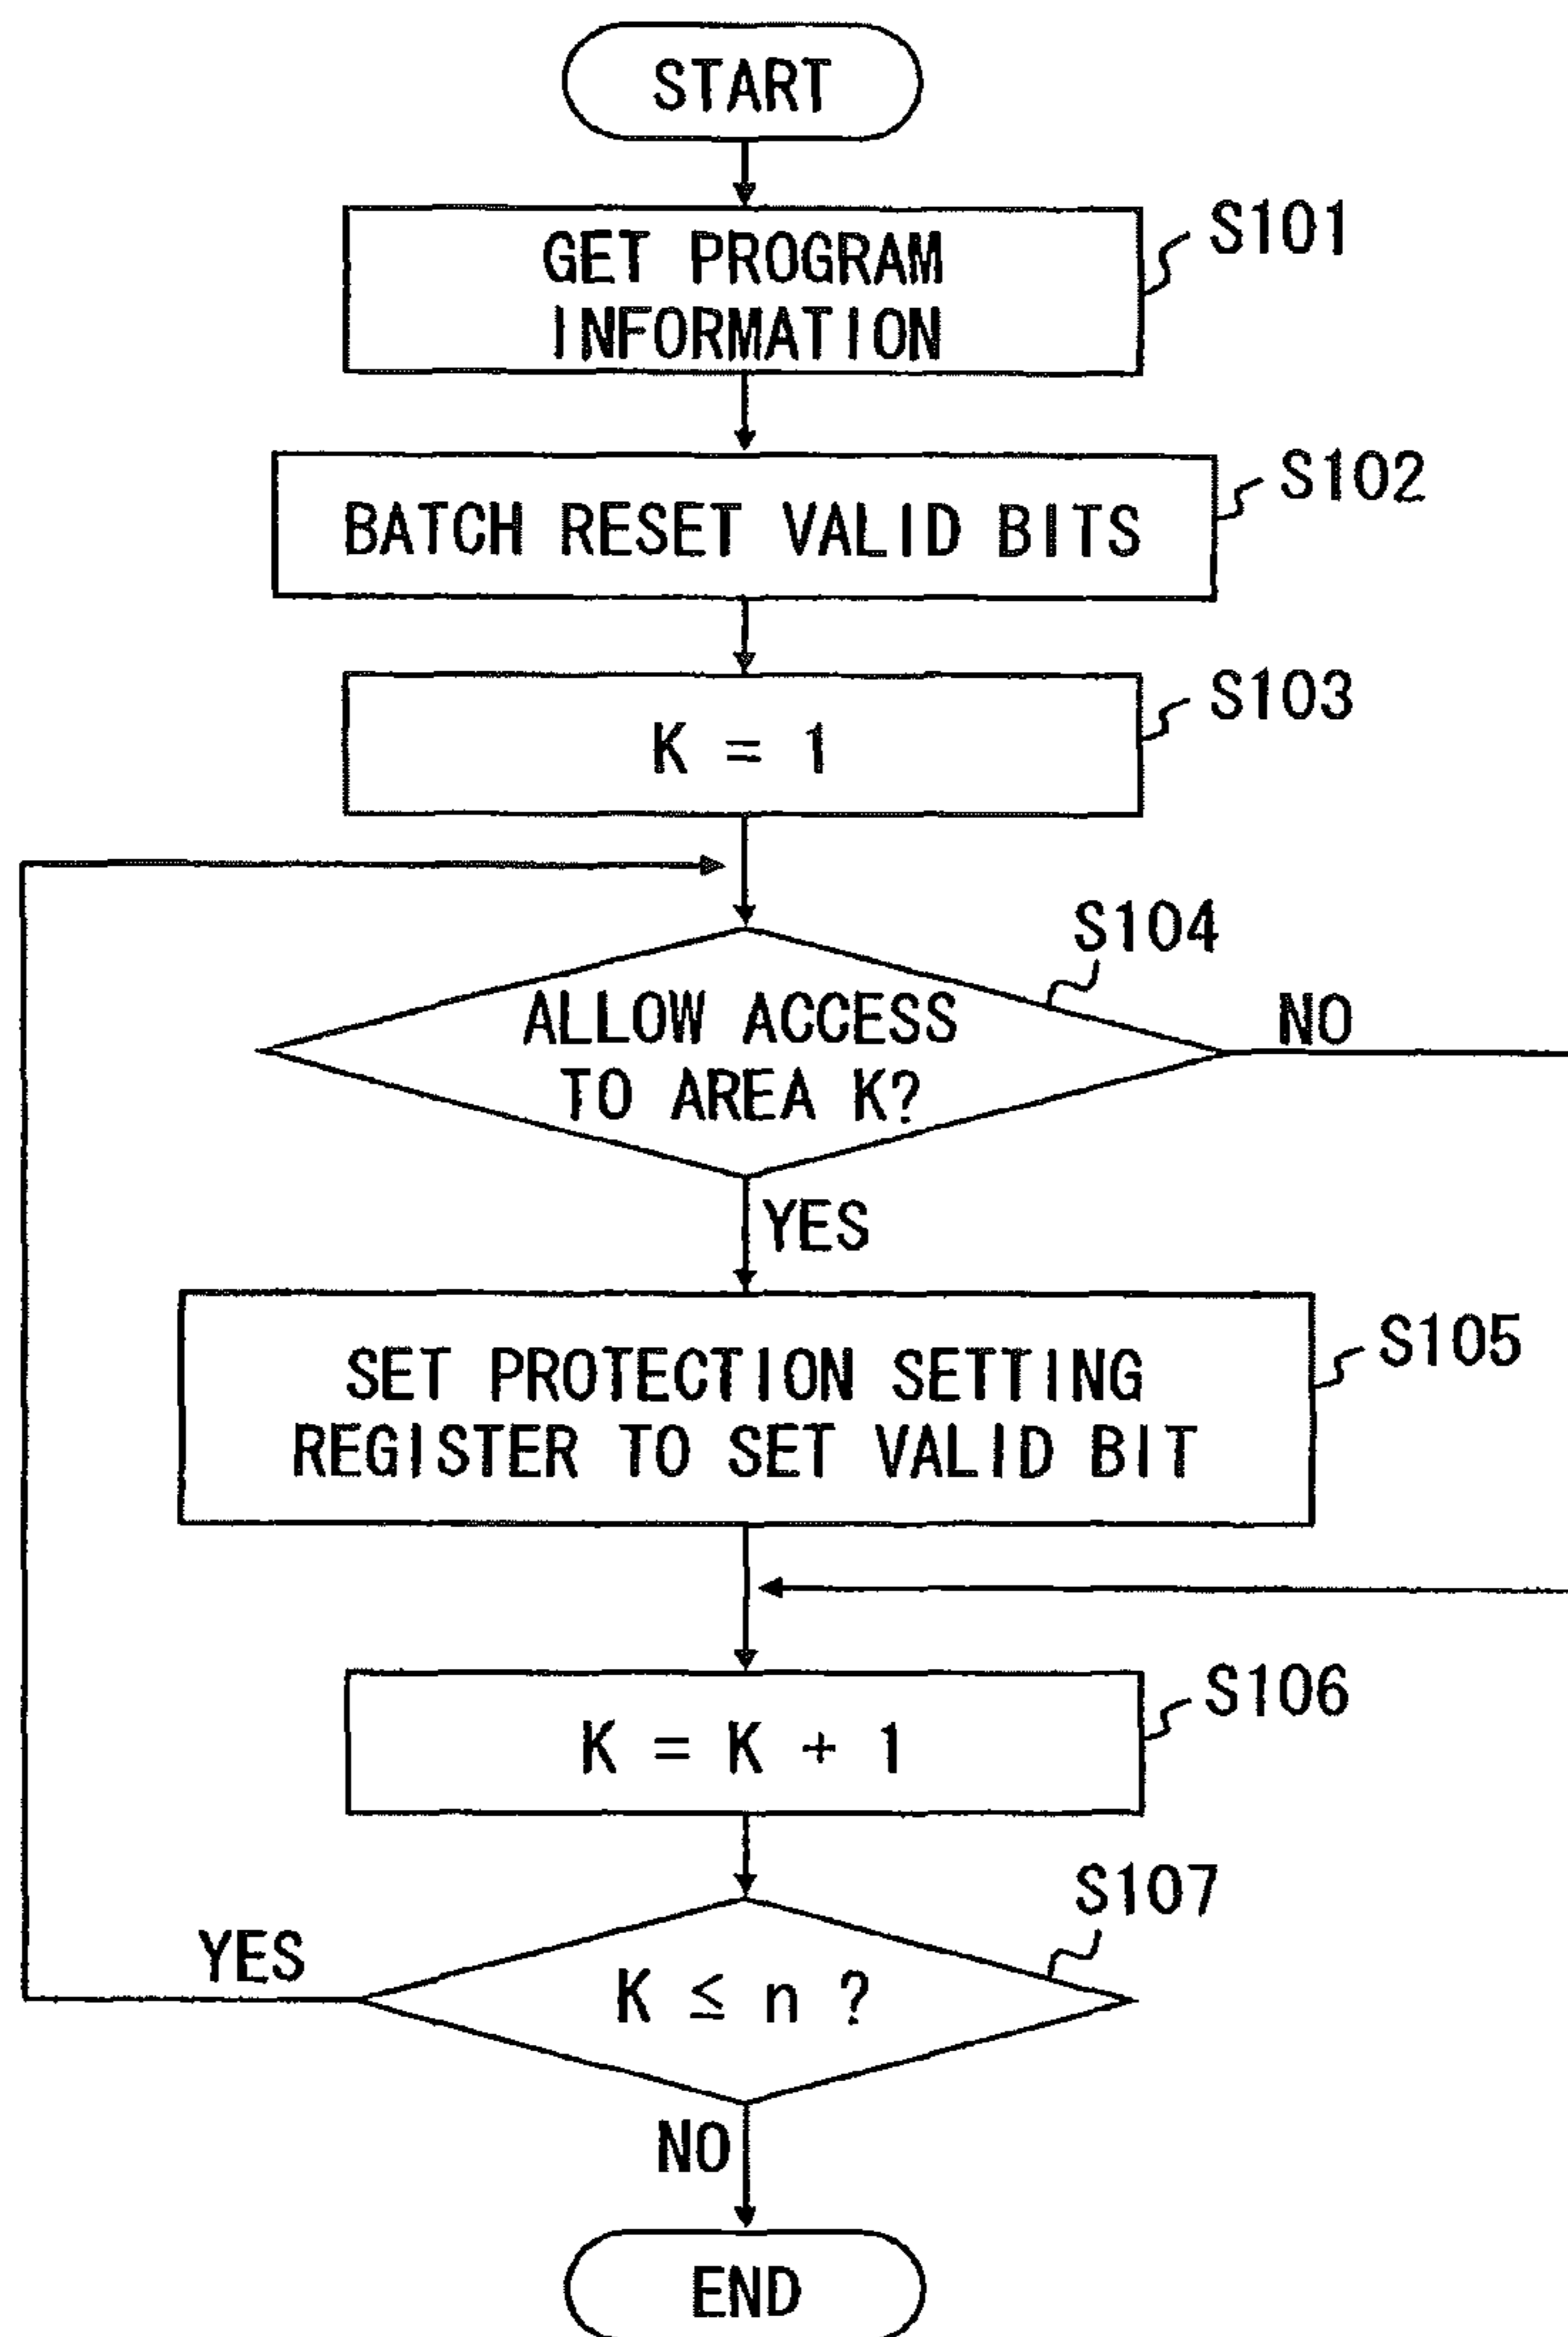 START
GET PROGRAM
INFORMATION
S101
BATCH RESET VALID BITS
S102
K = 1
S103
S104
ALLOW ACCESS
TO AREA K?
NO
YES
SET PROTECTION SETTING
REGISTER TO SET VALID BIT
S105
K = K + 1
S106
S107
YES
K ≤ n ?
NO
END